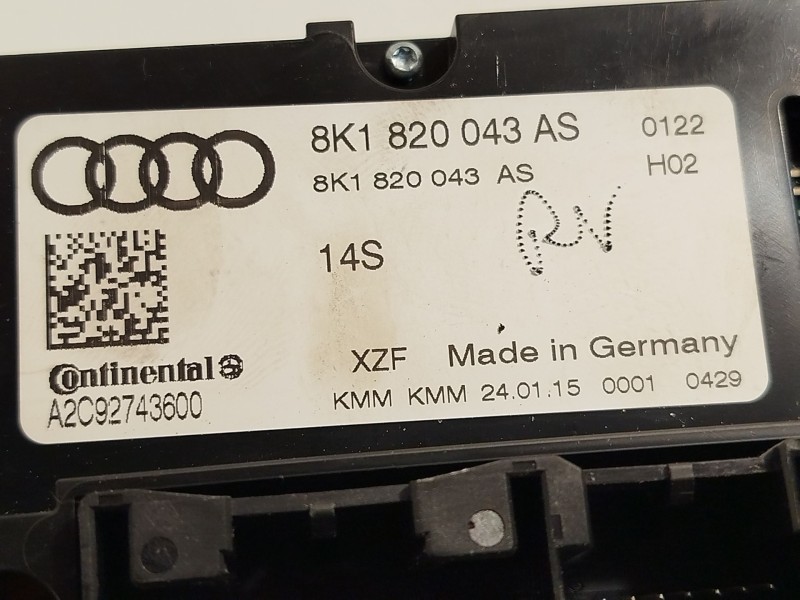 8K1 820 043 AS 0122
8K1 820 043 AS H02
14S
RN
Continental
XZF Made in Germany
A2C92743600
KMM KMM 24.01.15 0001 0429